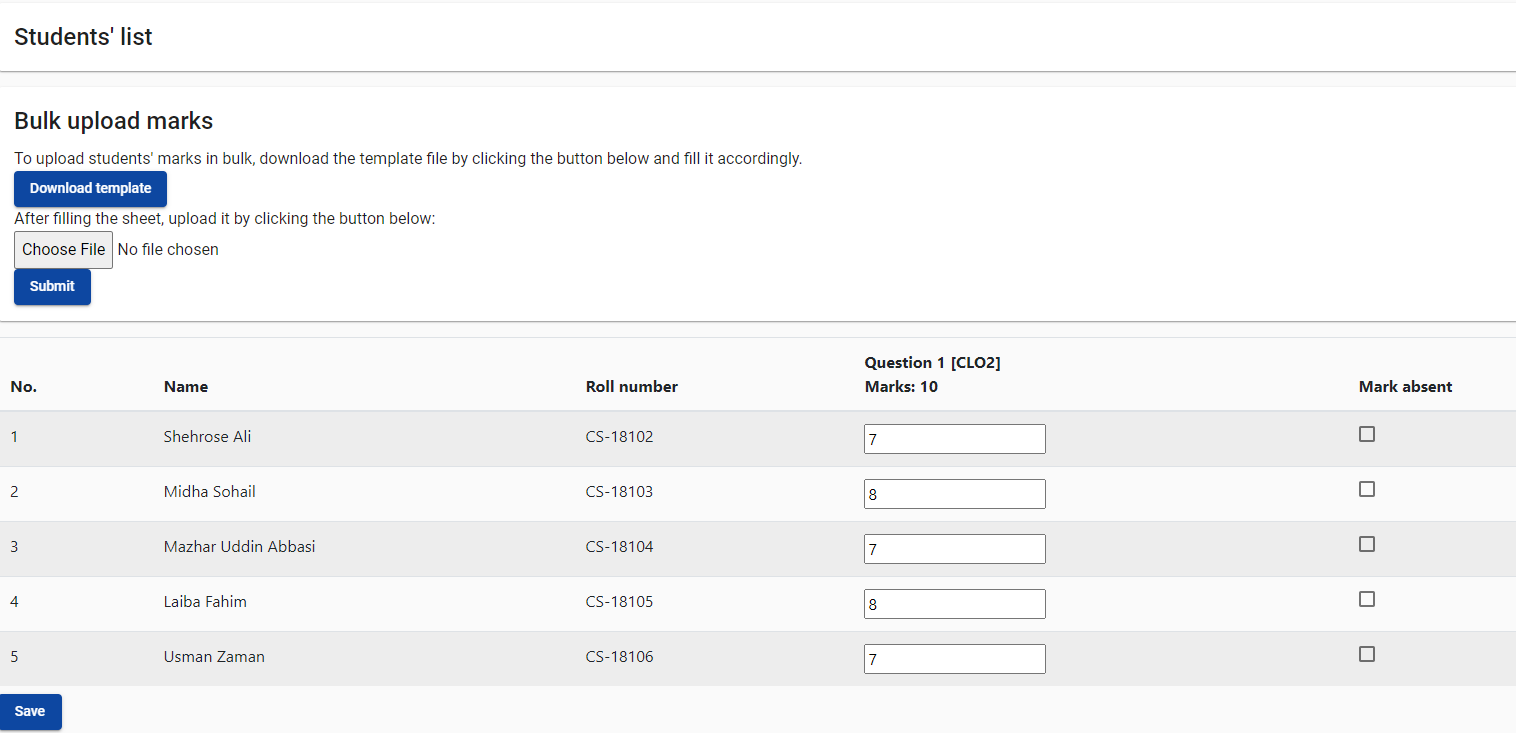 Students' list
Bulk upload marks
To upload students' marks in bulk, download the template file by clicking the button below and fill it accordingly.
Download template
After filling the sheet, upload it by clicking the button below:
Choose File No file chosen
Submit
Question 1 [CLO2]
No. Name Roll number Marks: 10 Mark absent
1 Shehrose Ali CS-18102 7
2 Midha Sohail CS-18103 8
3 Mazhar Uddin Abbasi CS-18104 7
4 Laiba Fahim CS-18105 8
5 Usman Zaman CS-18106 7
Save